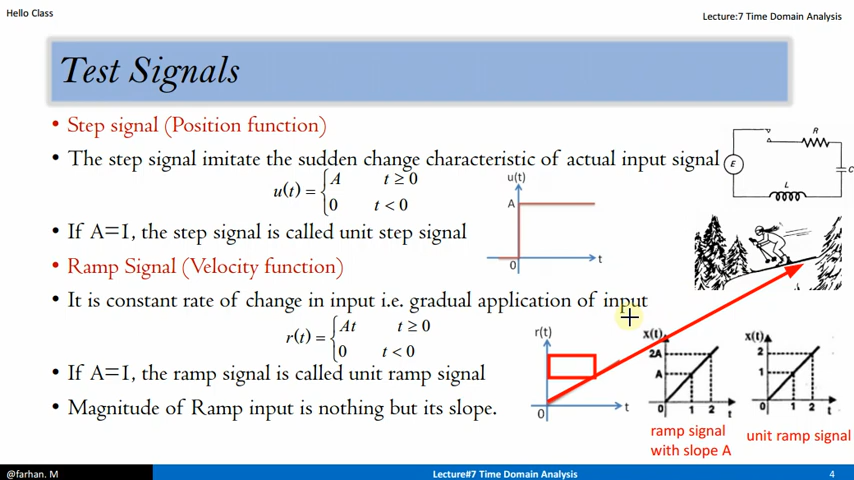 Hello Class
Lecture:7 Time Domain Analysis
Test Signals
• Step signal (Position function)
• The step signal imitate the sudden change characteristic of actual input signal
u(t) = { A t ≥ 0
0 t < 0
u(t)
A
0
t
E
R
C
L
• If A=1, the step signal is called unit step signal
• Ramp Signal (Velocity function)
• It is constant rate of change in input i.e. gradual application of input
r(t) = { At t ≥ 0
0 t < 0
r(t)
0
t
x(t)
2A
A
0 1 2 t
x(t)
2
1
0 1 2 t
• If A=1, the ramp signal is called unit ramp signal
• Magnitude of Ramp input is nothing but its slope.
ramp signal
with slope A
unit ramp signal
@farhan. M
Lecture#7 Time Domain Analysis
4